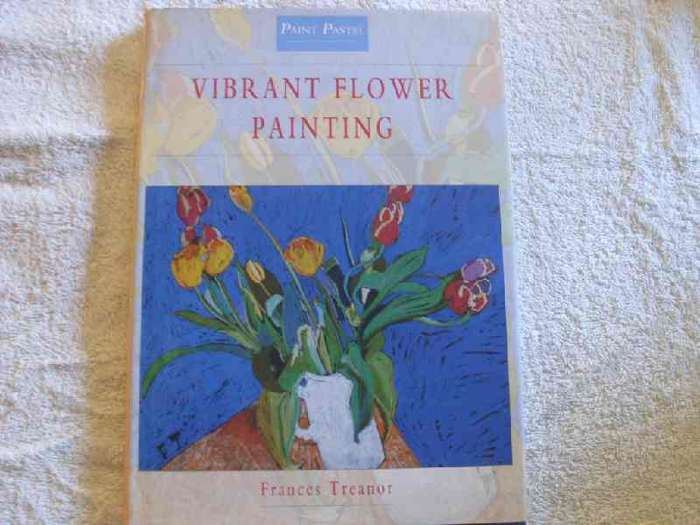 PAINT PASTEL
VIBRANT FLOWER
PAINTING
F.T.
Frances Treanor